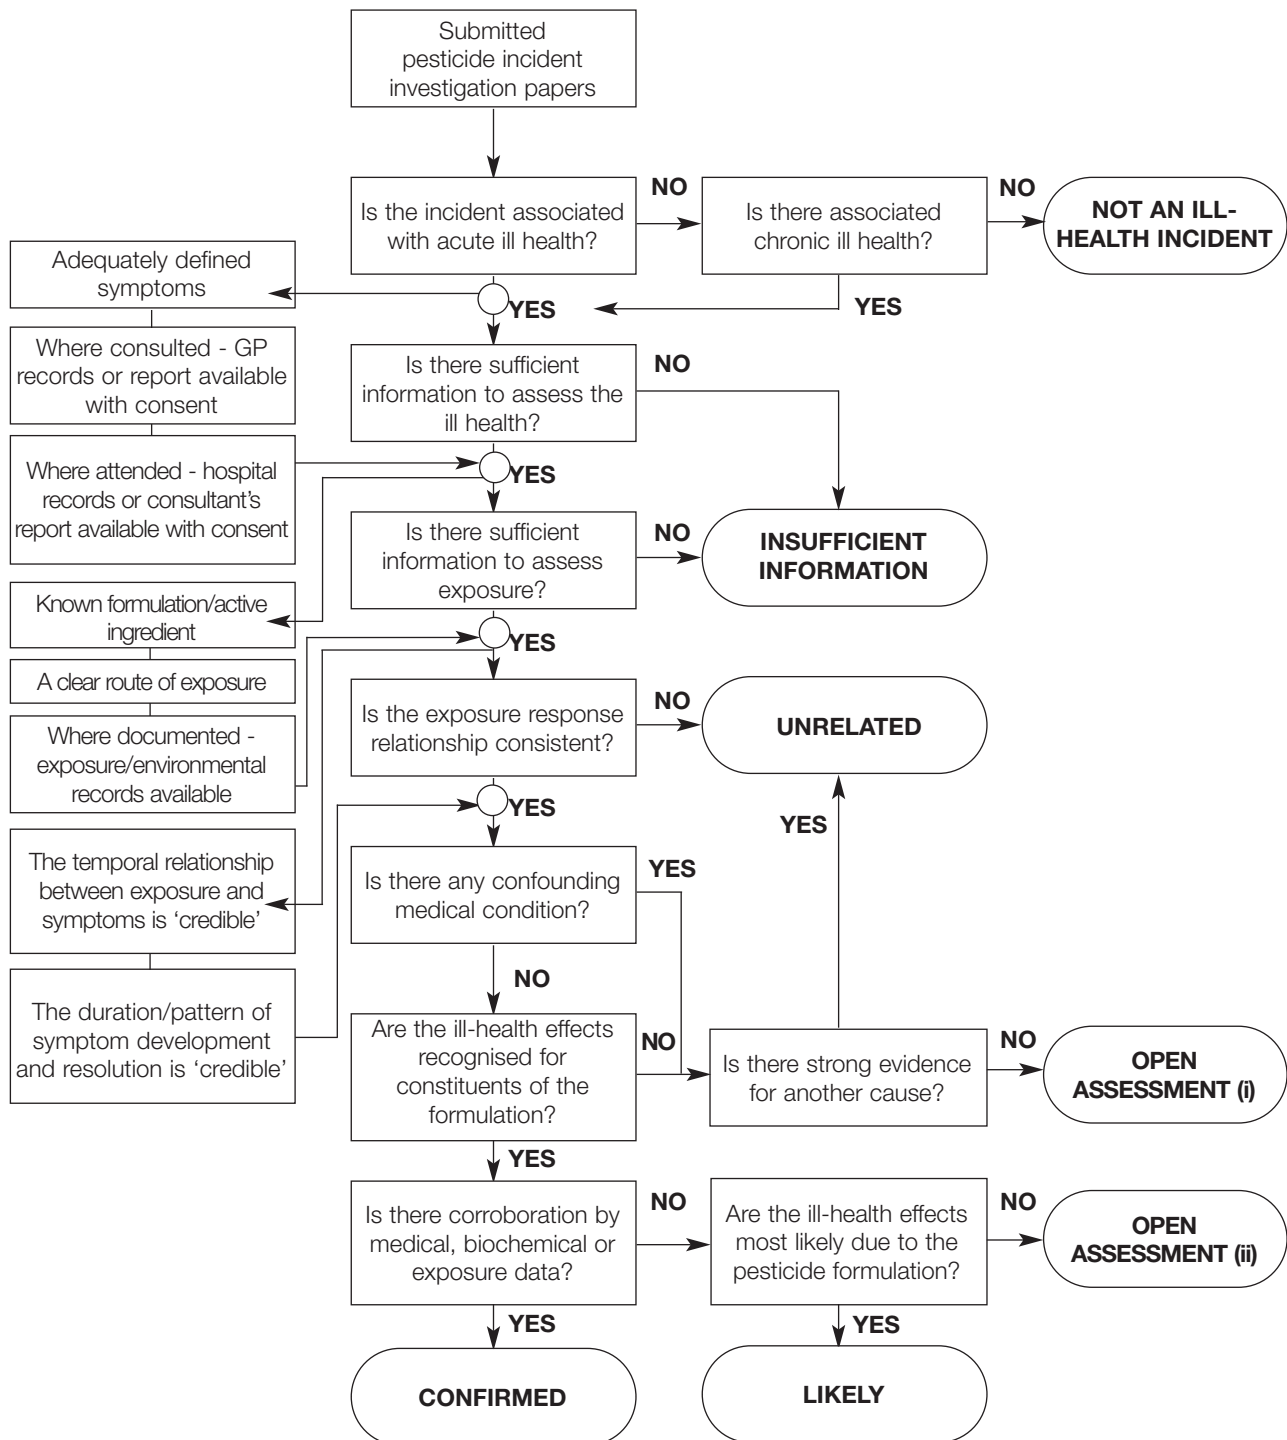 Submitted
pesticide incident
investigation papers
Is the incident associated
with acute ill health?
NO
Is there associated
chronic ill health?
NO
NOT AN ILL-
HEALTH INCIDENT
Adequately defined
symptoms
YES
YES
Where consulted - GP
records or report available
with consent
Is there sufficient
information to assess the
ill health?
NO
Where attended - hospital
records or consultant’s
report available with consent
YES
Is there sufficient
information to assess
exposure?
NO
INSUFFICIENT
INFORMATION
Known formulation/active
ingredient
YES
A clear route of exposure
Where documented -
exposure/environmental
records available
Is the exposure response
relationship consistent?
NO
UNRELATED
YES
YES
The temporal relationship
between exposure and
symptoms is ‘credible’
Is there any confounding
medical condition?
YES
NO
The duration/pattern of
symptom development
and resolution is ‘credible’
Are the ill-health effects
recognised for
constituents of the
formulation?
NO
Is there strong evidence
for another cause?
NO
OPEN
ASSESSMENT (i)
YES
Is there corroboration by
medical, biochemical or
exposure data?
NO
Are the ill-health effects
most likely due to the
pesticide formulation?
NO
OPEN
ASSESSMENT (ii)
YES
YES
CONFIRMED
LIKELY